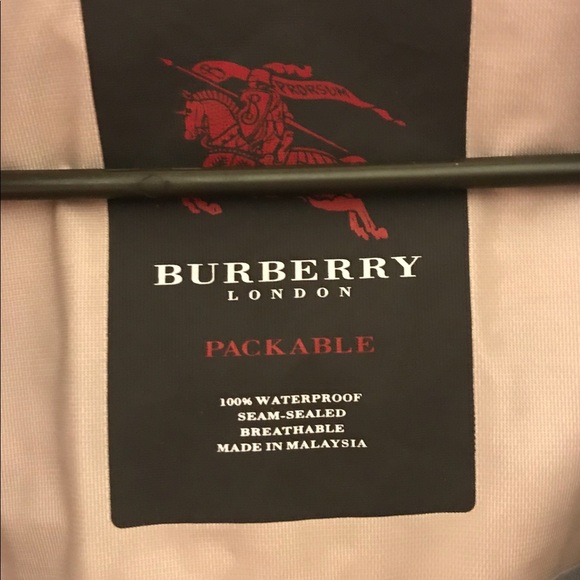 PRORSUM
BURBERRY
LONDON
PACKABLE
100% WATERPROOF
SEAM-SEALED
BREATHABLE
MADE IN MALAYSIA